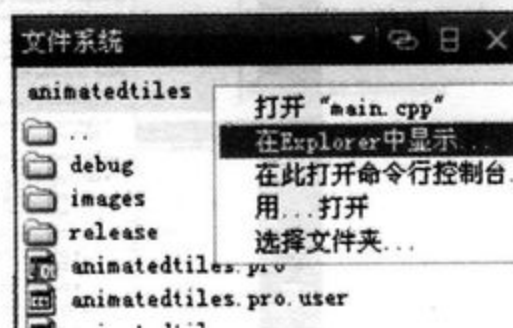 文件系统
animatedtiles
打开 "main.cpp"
..
在Explorer中显示...
debug
在此打开命令行控制台.
images
用...打开
release
选择文件夹...
animatedtiles.pro
animatedtiles.pro.user